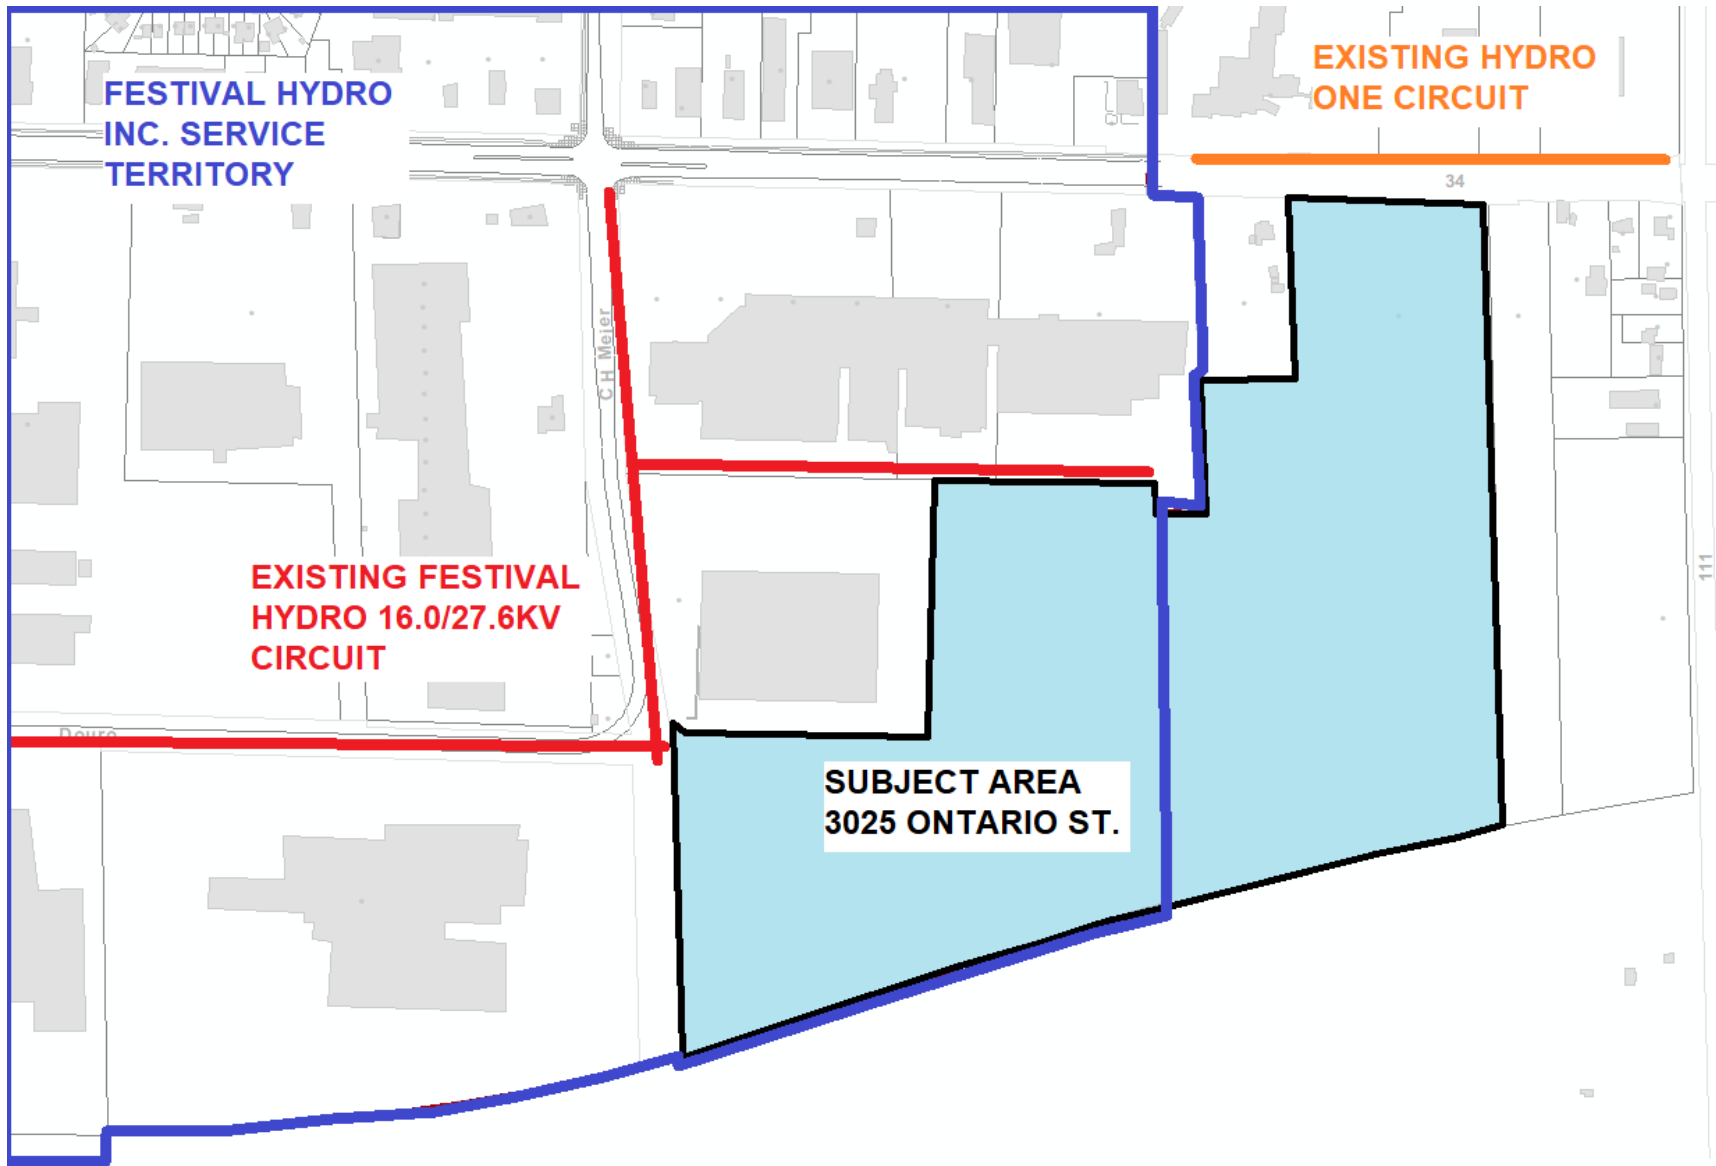 EXISTING HYDRO
ONE CIRCUIT
FESTIVAL HYDRO
INC. SERVICE
TERRITORY
34
C H Meier
EXISTING FESTIVAL
HYDRO 16.0/27.6KV
CIRCUIT
111
Douro
SUBJECT AREA
3025 ONTARIO ST.